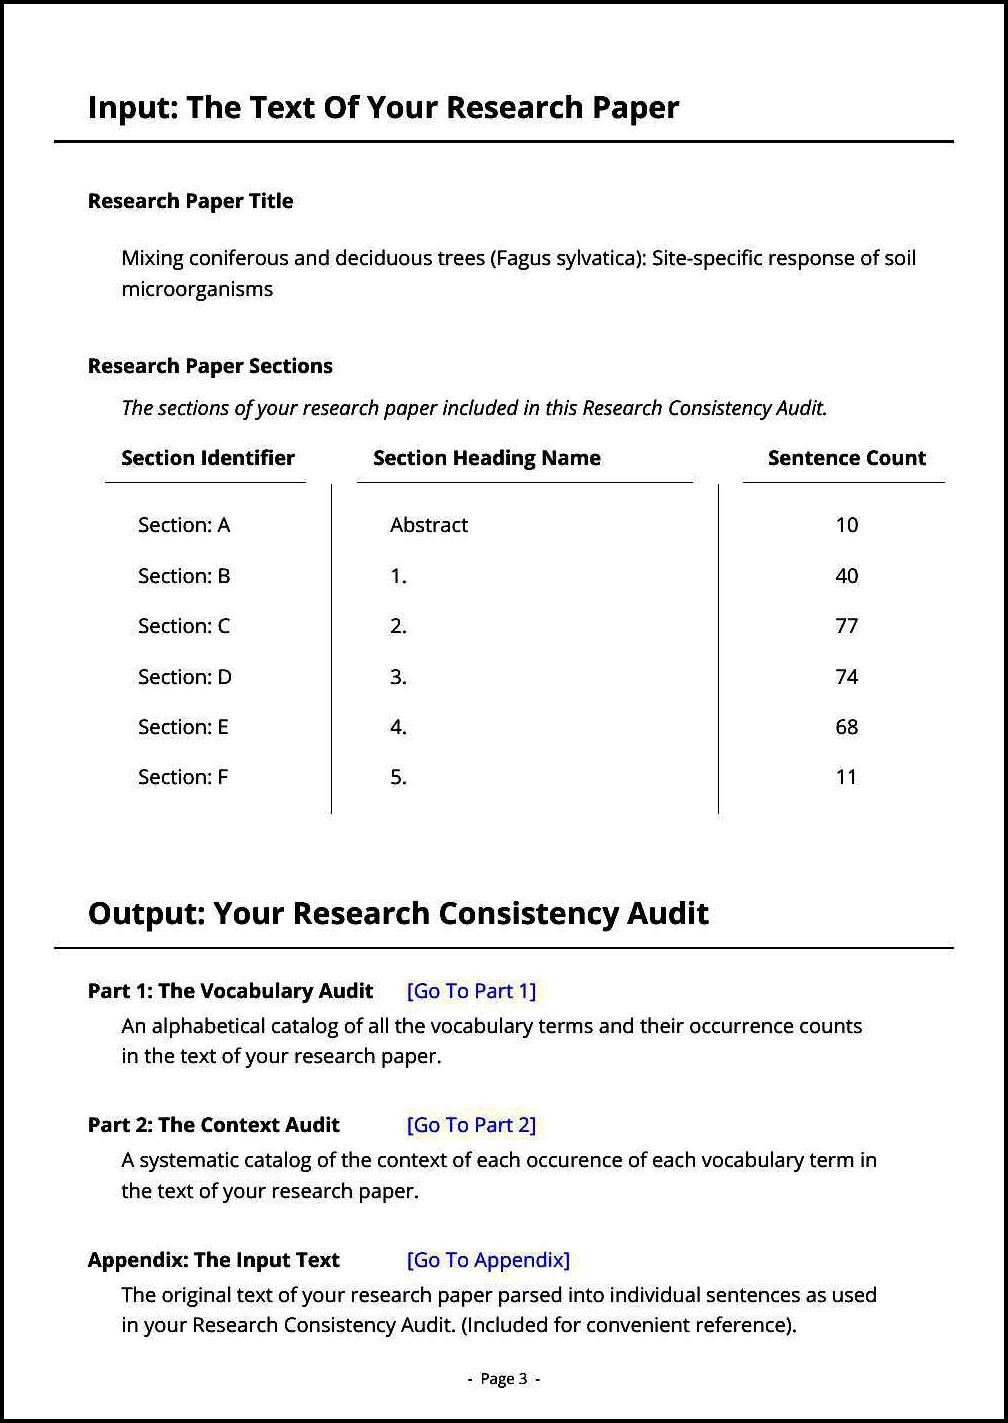 Input: The Text Of Your Research Paper
Research Paper Title
Mixing coniferous and deciduous trees (Fagus sylvatica): Site-specific response of soil
microorganisms
Research Paper Sections
The sections of your research paper included in this Research Consistency Audit.
Section Identifier Section Heading Name Sentence Count
Section: A Abstract 10
Section: B 1. 40
Section: C 2. 77
Section: D 3. 74
Section: E 4. 68
Section: F 5. 11
Output: Your Research Consistency Audit
Part 1: The Vocabulary Audit [Go To Part 1]
An alphabetical catalog of all the vocabulary terms and their occurrence counts
in the text of your research paper.
Part 2: The Context Audit [Go To Part 2]
A systematic catalog of the context of each occurence of each vocabulary term in
the text of your research paper.
Appendix: The Input Text [Go To Appendix]
The original text of your research paper parsed into individual sentences as used
in your Research Consistency Audit. (Included for convenient reference).
- Page 3 -